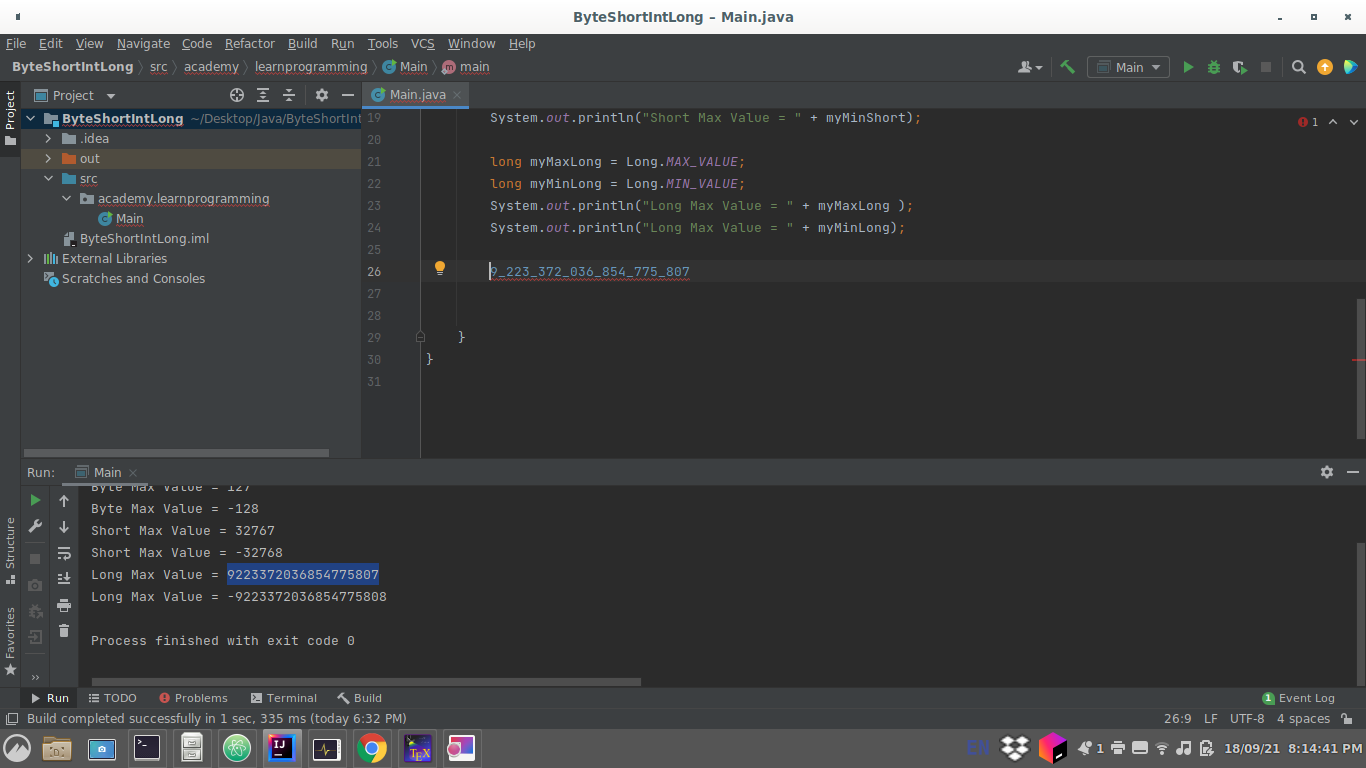 ByteShortIntLong – Main.java
File Edit View Navigate Code Refactor Build Run Tools VCS Window Help
ByteShortIntLong src academy learnprogramming Main main
Main
Project
Main.java
Project
ByteShortIntLong ~/Desktop/Java/ByteShortInt
.idea
out
src
academy.learnprogramming
Main
ByteShortIntLong.iml
External Libraries
Scratches and Consoles
19 System.out.println("Short Max Value = " + myMinShort);
20
21 long myMaxLong = Long.MAX_VALUE;
22 long myMinLong = Long.MIN_VALUE;
23 System.out.println("Long Max Value = " + myMaxLong );
24 System.out.println("Long Max Value = " + myMinLong);
25
26 9_223_372_036_854_775_807
27
28
29 }
30 }
31
1
Run: Main
Byte Max Value = 127
Byte Max Value = -128
Short Max Value = 32767
Short Max Value = -32768
Long Max Value = 9223372036854775807
Long Max Value = -9223372036854775808
Process finished with exit code 0
Structure
Favorites
Run TODO Problems Terminal Build 1 Event Log
Build completed successfully in 1 sec, 335 ms (today 6:32 PM) 26:9 LF UTF-8 4 spaces
IJ TEX EN 1 18/09/21 8:14:41 PM